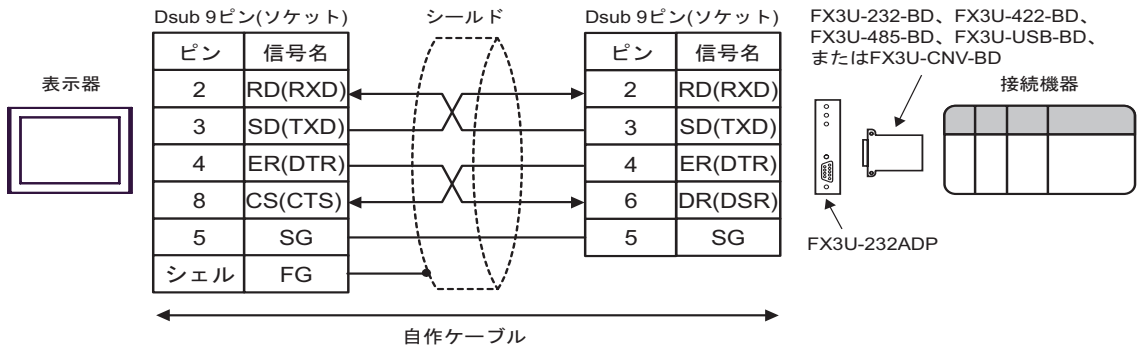 Dsub 9ピン(ソケット)
シールド
Dsub 9ピン(ソケット)
FX3U-232-BD、FX3U-422-BD、
FX3U-485-BD、FX3U-USB-BD、
またはFX3U-CNV-BD
表示器
接続機器
ピン 信号名
2 RD(RXD)
3 SD(TXD)
4 ER(DTR)
8 CS(CTS)
5 SG
シェル FG
ピン 信号名
2 RD(RXD)
3 SD(TXD)
4 ER(DTR)
6 DR(DSR)
5 SG
FX3U-232ADP
自作ケーブル